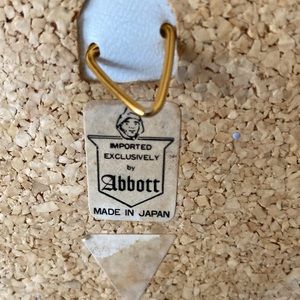 IMPORTED
EXCLUSIVELY
by
Abbott
MADE IN JAPAN